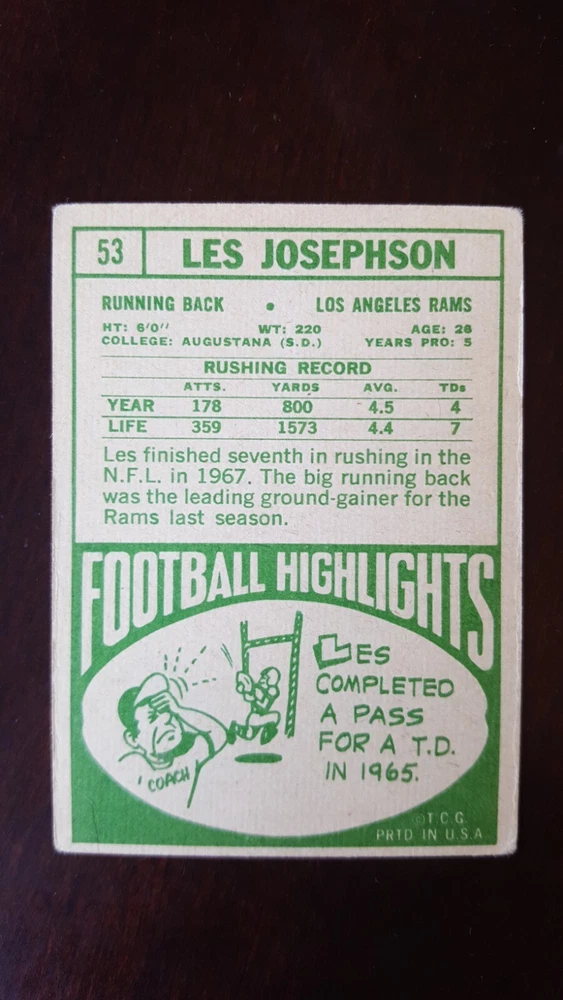 53 LES JOSEPHSON
RUNNING BACK • LOS ANGELES RAMS
HT: 6'0" WT: 220 AGE: 26
COLLEGE: AUGUSTANA (S.D.) YEARS PRO: 5
RUSHING RECORD
ATTS. YARDS AVG. TDs
YEAR 178 800 4.5 4
LIFE 359 1573 4.4 7
Les finished seventh in rushing in the
N.F.L. in 1967. The big running back
was the leading ground-gainer for the
Rams last season.
FOOTBALL HIGHLIGHTS
LES
COMPLETED
A PASS
FOR A T.D.
IN 1965.
COACH
©T.C.G.
PRTD. IN U.S.A.